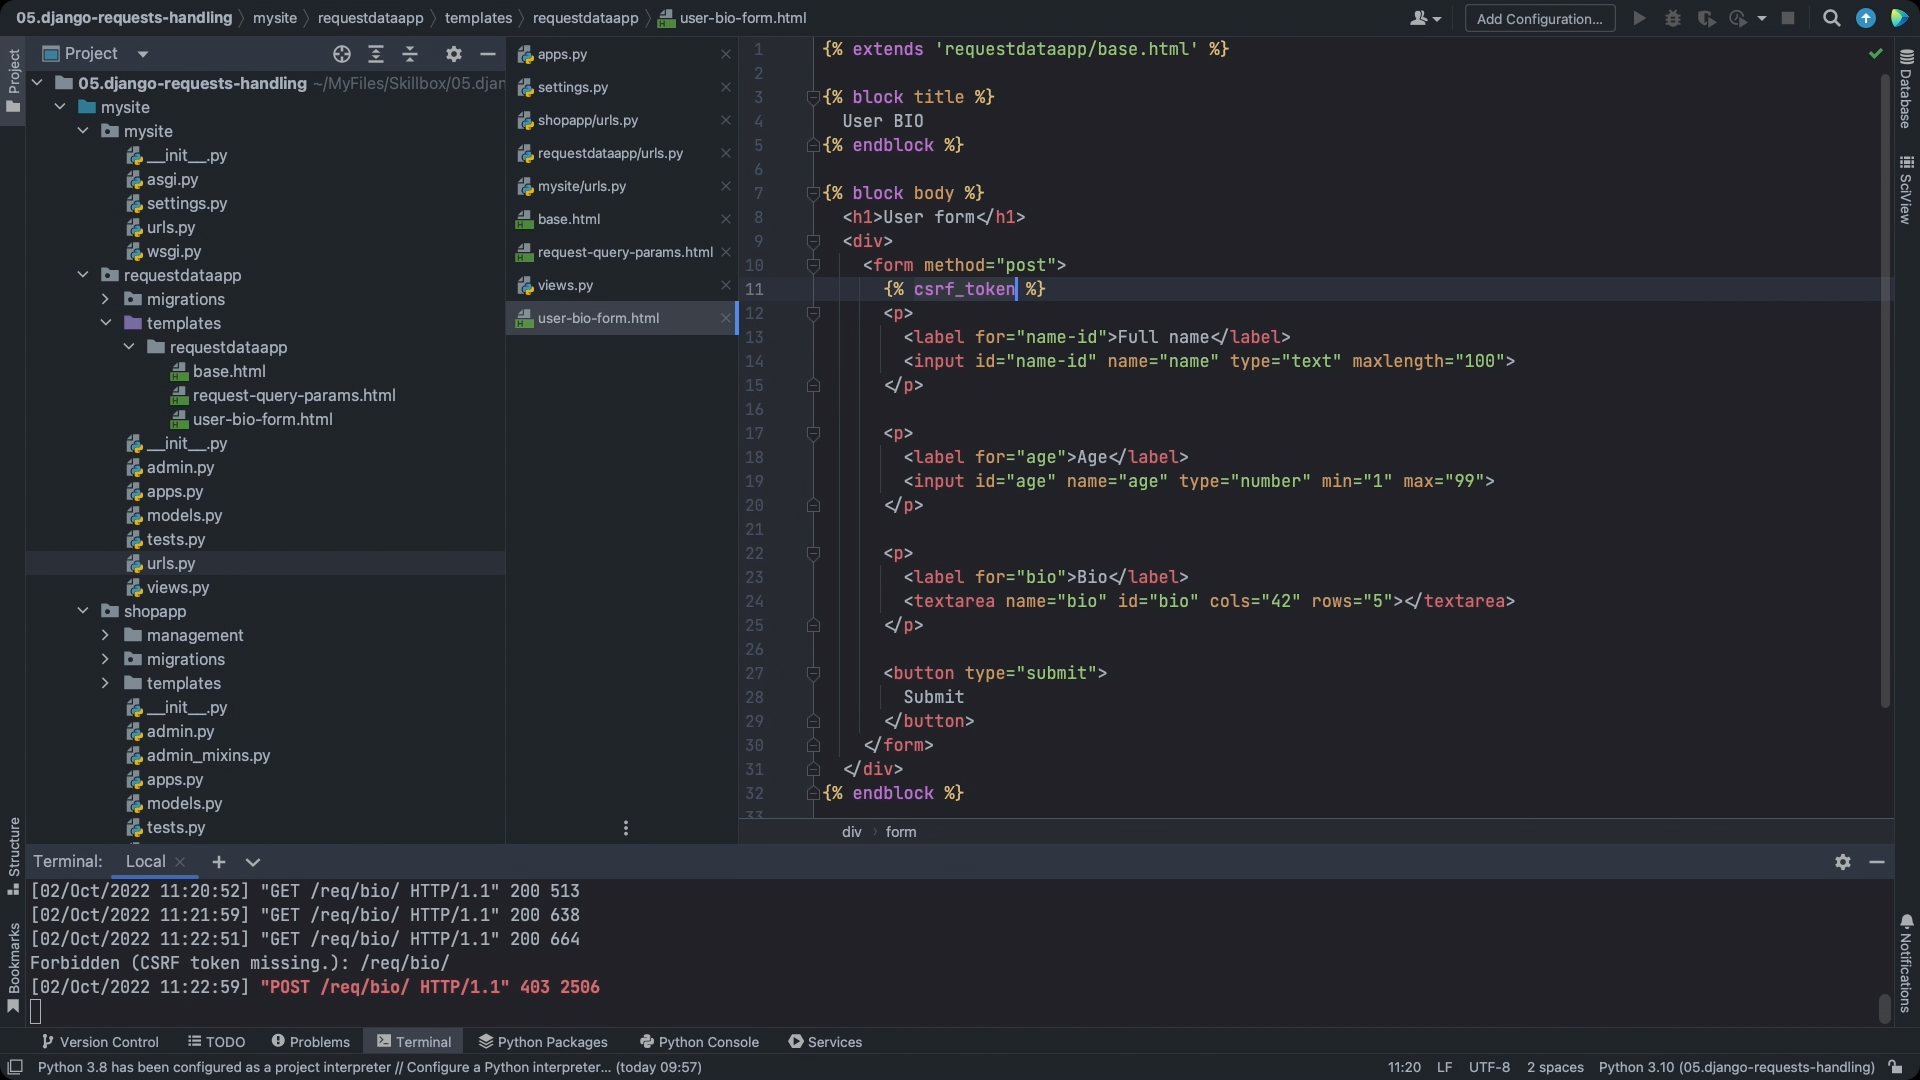 05.django-requests-handling mysite requestdataapp templates requestdataapp user-bio-form.html
Add Configuration...
Project
Project
05.django-requests-handling ~/MyFiles/Skillbox/05.djan
mysite
mysite
__init__.py
asgi.py
settings.py
urls.py
wsgi.py
requestdataapp
migrations
templates
requestdataapp
base.html
request-query-params.html
user-bio-form.html
__init__.py
admin.py
apps.py
models.py
tests.py
urls.py
views.py
shopapp
management
migrations
templates
__init__.py
admin.py
admin_mixins.py
apps.py
models.py
tests.py
apps.py
settings.py
shopapp/urls.py
requestdataapp/urls.py
mysite/urls.py
base.html
request-query-params.html
views.py
user-bio-form.html
1 {% extends 'requestdataapp/base.html' %}
2
3 {% block title %}
4 User BIO
5 {% endblock %}
6
7 {% block body %}
8 <h1>User form</h1>
9 <div>
10 <form method="post">
11 {% csrf_token %}
12 <p>
13 <label for="name-id">Full name</label>
14 <input id="name-id" name="name" type="text" maxlength="100">
15 </p>
16
17 <p>
18 <label for="age">Age</label>
19 <input id="age" name="age" type="number" min="1" max="99">
20 </p>
21
22 <p>
23 <label for="bio">Bio</label>
24 <textarea name="bio" id="bio" cols="42" rows="5"></textarea>
25 </p>
26
27 <button type="submit">
28 Submit
29 </button>
30 </form>
31 </div>
32 {% endblock %}
33
div form
Database
SciView
Notifications
Structure
Bookmarks
Terminal: Local
[02/Oct/2022 11:20:52] "GET /req/bio/ HTTP/1.1" 200 513
[02/Oct/2022 11:21:59] "GET /req/bio/ HTTP/1.1" 200 638
[02/Oct/2022 11:22:51] "GET /req/bio/ HTTP/1.1" 200 664
Forbidden (CSRF token missing.): /req/bio/
[02/Oct/2022 11:22:59] "POST /req/bio/ HTTP/1.1" 403 2506
Version Control TODO Problems Terminal Python Packages Python Console Services
Python 3.8 has been configured as a project interpreter // Configure a Python interpreter... (today 09:57) 11:20 LF UTF-8 2 spaces Python 3.10 (05.django-requests-handling)